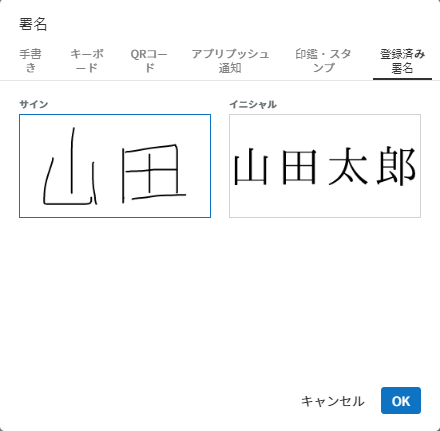 署名
手書き
キーボード
QRコード
アプリプッシュ通知
印鑑・スタンプ
登録済み署名
サイン
イニシャル
山田
山田太郎
キャンセル
OK